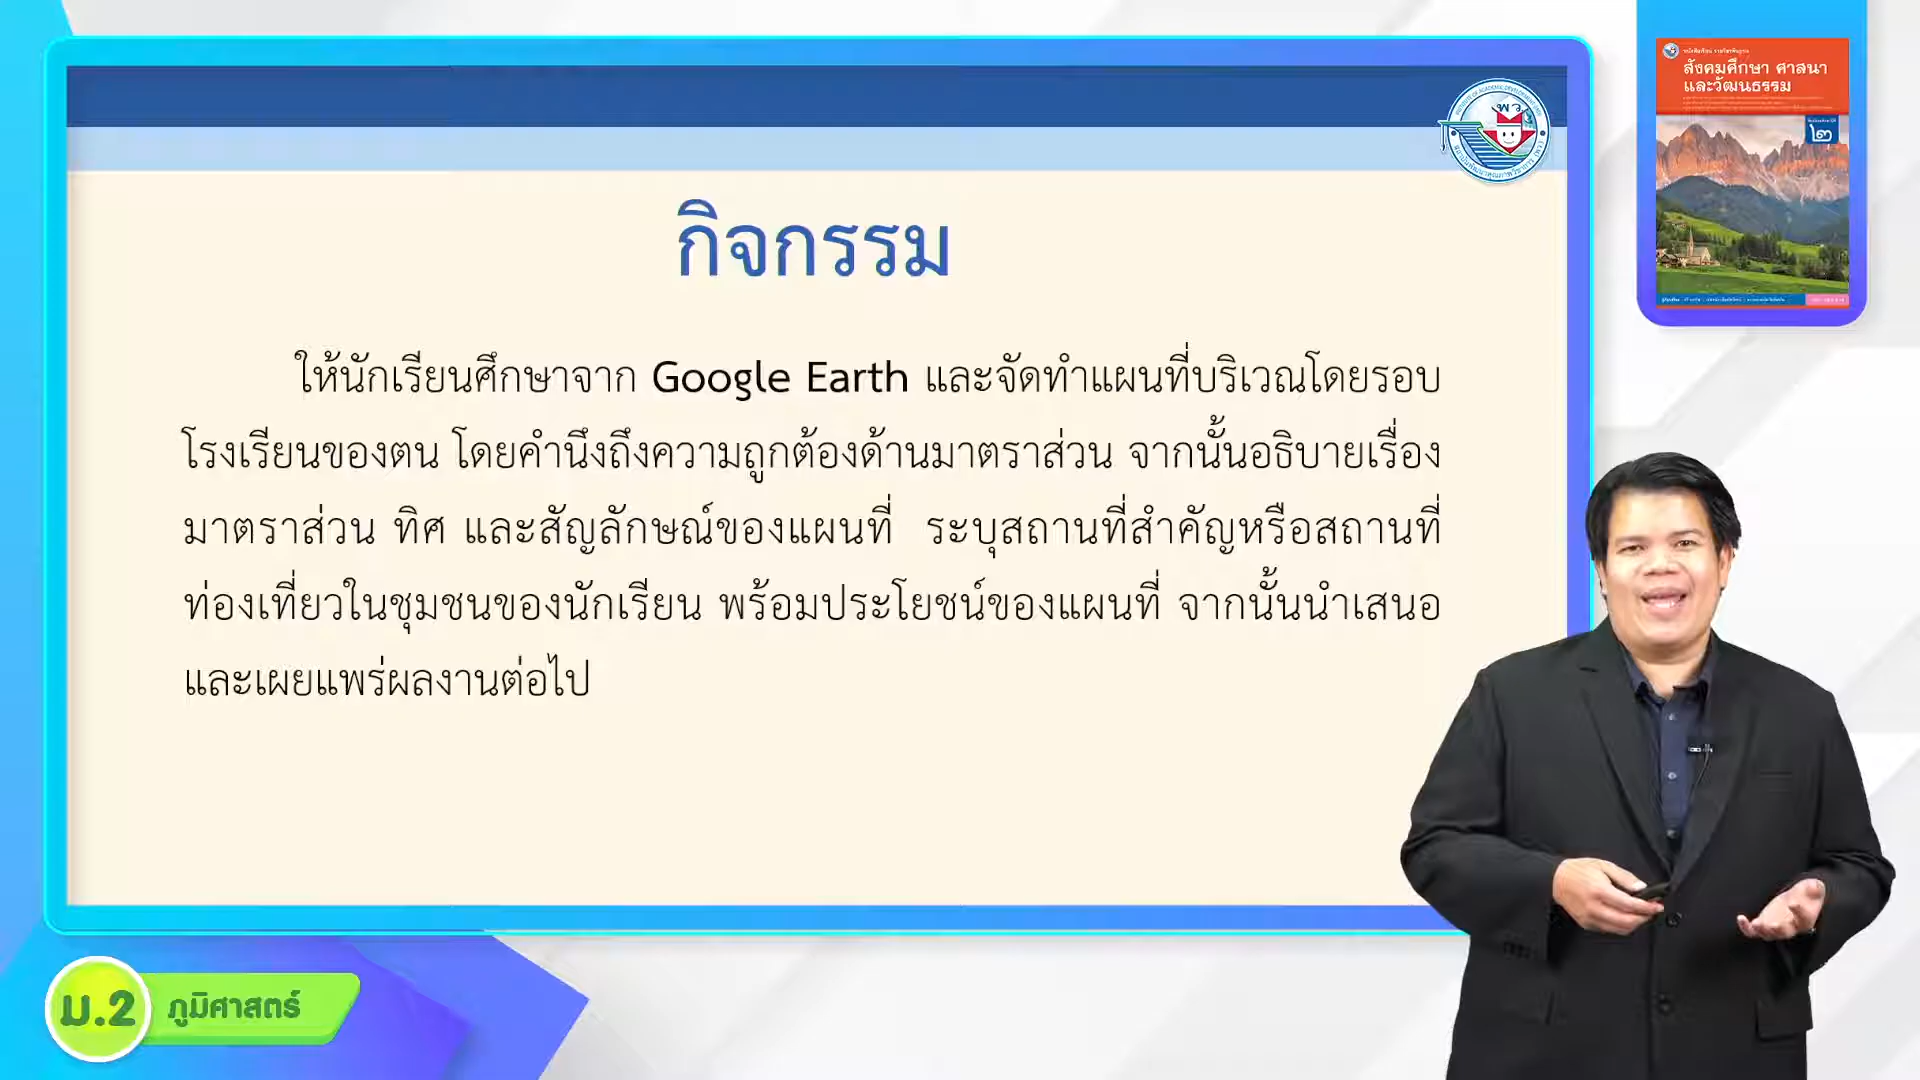 กิจกรรม
ให้นักเรียนศึกษาจาก Google Earth และจัดทำแผนที่บริเวณโดยรอบ
โรงเรียนของตน โดยคำนึงถึงความถูกต้องด้านมาตราส่วน จากนั้นอธิบายเรื่อง
มาตราส่วน ทิศ และสัญลักษณ์ของแผนที่ ระบุสถานที่สำคัญหรือสถานที่
ท่องเที่ยวในชุมชนของนักเรียน พร้อมประโยชน์ของแผนที่ จากนั้นนำเสนอ
และเผยแพร่ผลงานต่อไป
สังคมศึกษา ศาสนา
และวัฒนธรรม
๒
ม.2 ภูมิศาสตร์